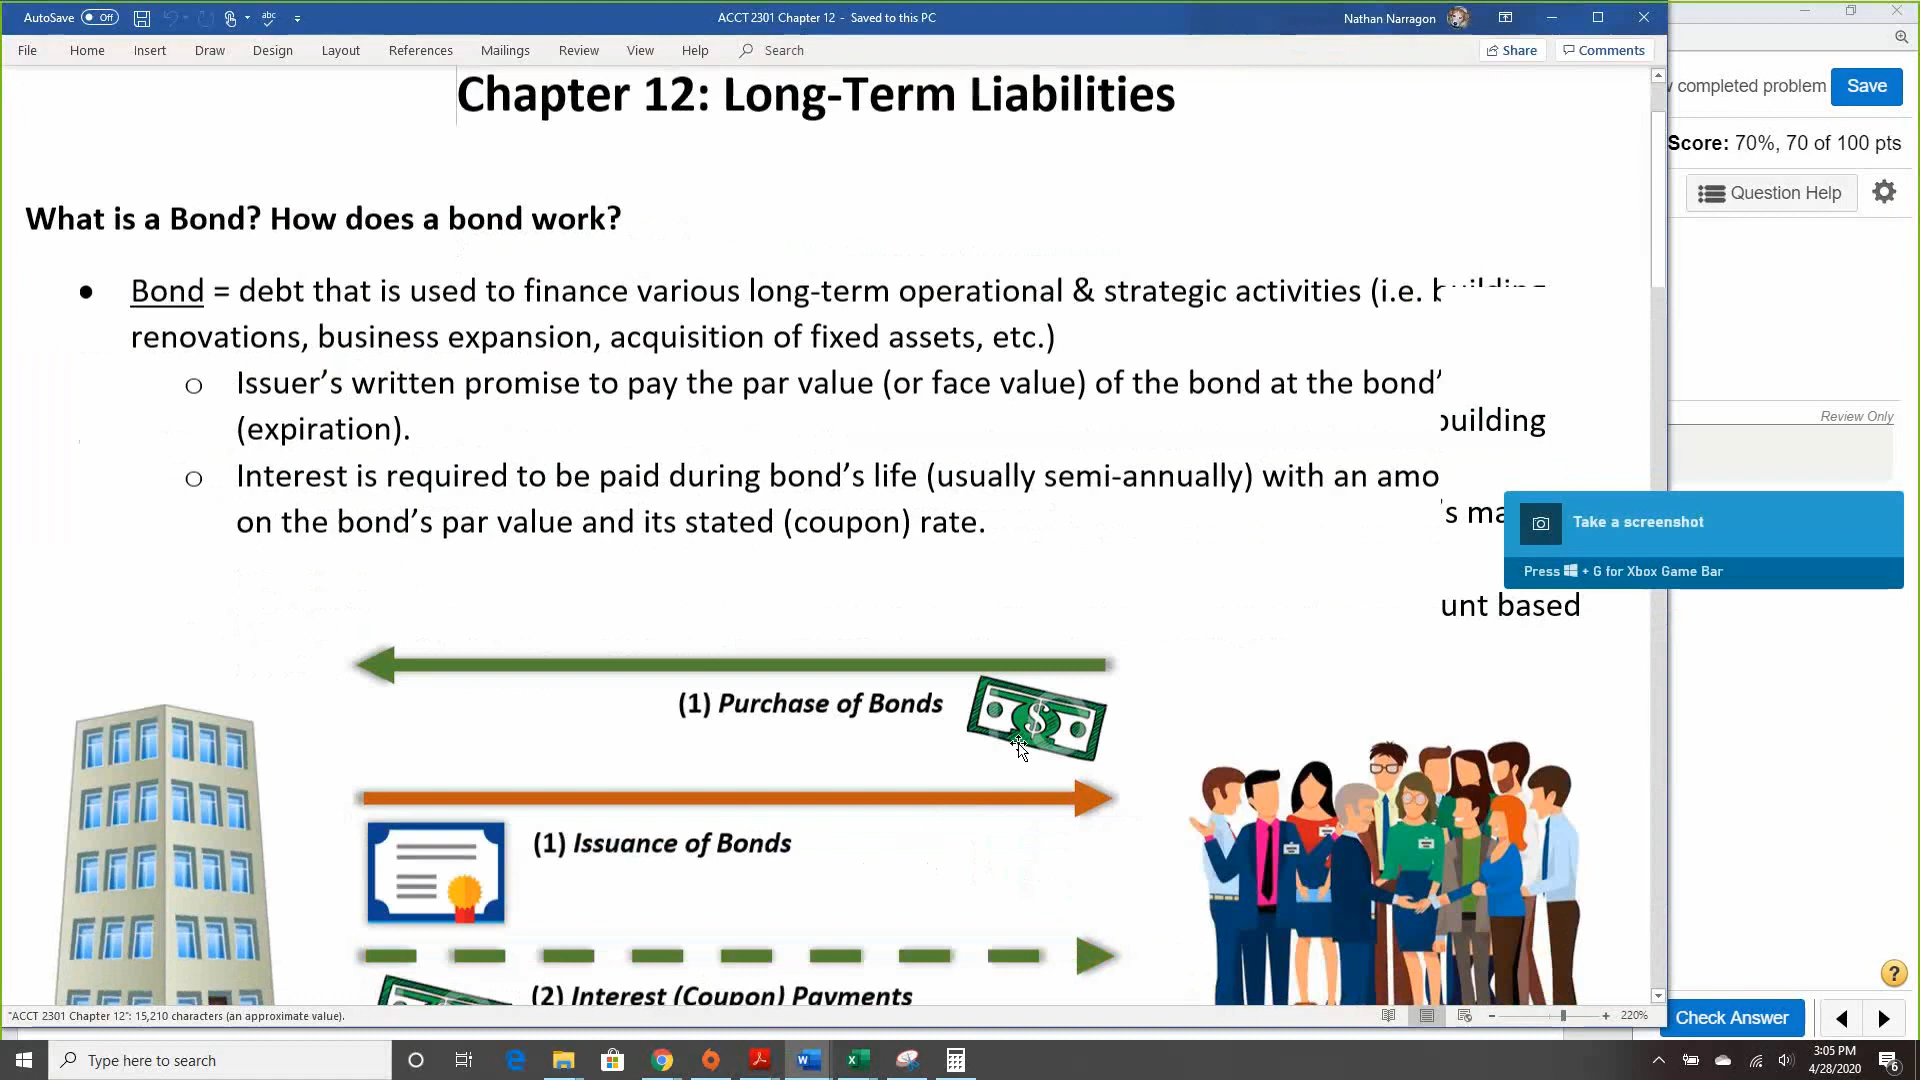 AutoSave Off
ACCT 2301 Chapter 12 - Saved to this PC
Nathan Narragon
File Home Insert Draw Design Layout References Mailings Review View Help Search
Share Comments
Chapter 12: Long-Term Liabilities
completed problem Save
Score: 70%, 70 of 100 pts
Question Help
What is a Bond? How does a bond work?
Bond = debt that is used to finance various long-term operational & strategic activities (i.e. building
renovations, business expansion, acquisition of fixed assets, etc.)
o Issuer's written promise to pay the par value (or face value) of the bond at the bond'
(expiration).
building
Review Only
o Interest is required to be paid during bond's life (usually semi-annually) with an amo
on the bond's par value and its stated (coupon) rate.
's ma
Take a screenshot
Press + G for Xbox Game Bar
unt based
(1) Purchase of Bonds
(1) Issuance of Bonds
(2) Interest (Coupon) Payments
"ACCT 2301 Chapter 12": 15,210 characters (an approximate value).
220%
Check Answer
Type here to search
3:05 PM
4/28/2020
6